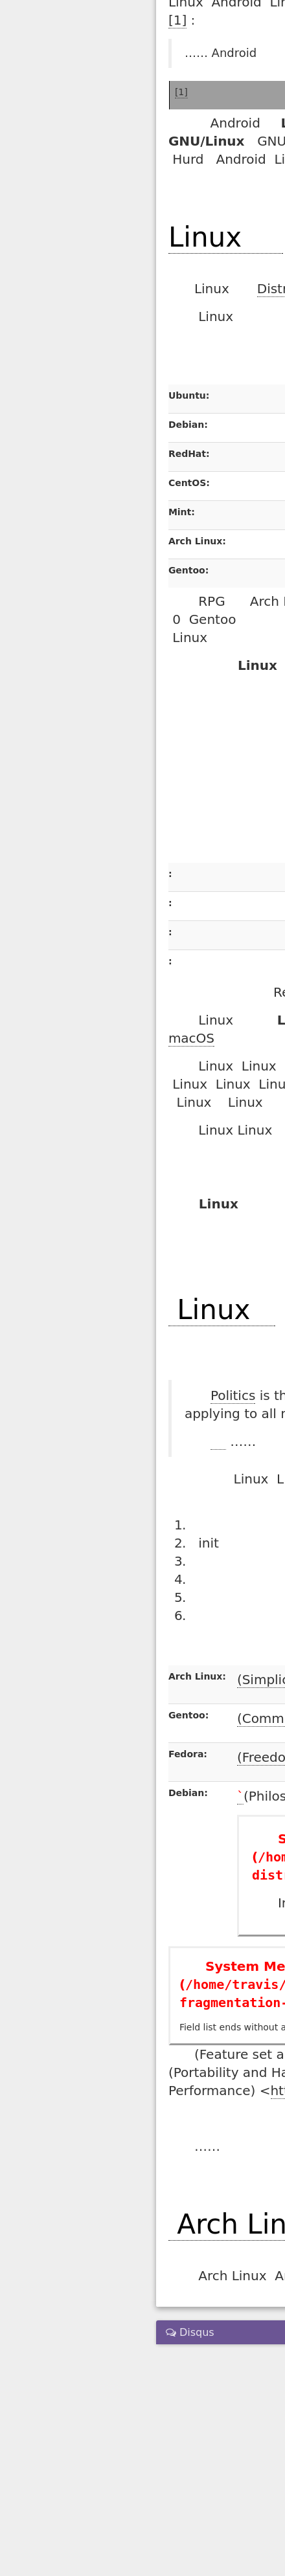 Linux Android Lin
[1] :
...... Android
[1]
Android L
GNU/Linux GNU
Hurd Android Li
Linux
Linux Distr
Linux
Ubuntu:
Debian:
RedHat:
CentOS:
Mint:
Arch Linux:
Gentoo:
RPG Arch
0 Gentoo
Linux
Linux
:
:
:
:
Re
Linux L
macOS
Linux Linux
Linux Linux Linu
Linux Linux
Linux Linux
Linux
Linux
Politics is th
applying to all
......
Linux L
1.
2. init
3.
4.
5.
6.
Arch Linux: (Simplic
Gentoo: (Comm
Fedora: (Freedo
Debian: `(Philos
S
(/hom
dist
In
System Me
(/home/travis/
fragmentation-
Field list ends without a
(Feature set a
(Portability and Ha
Performance) <ht
......
Arch Lin
Arch Linux A
Disqus